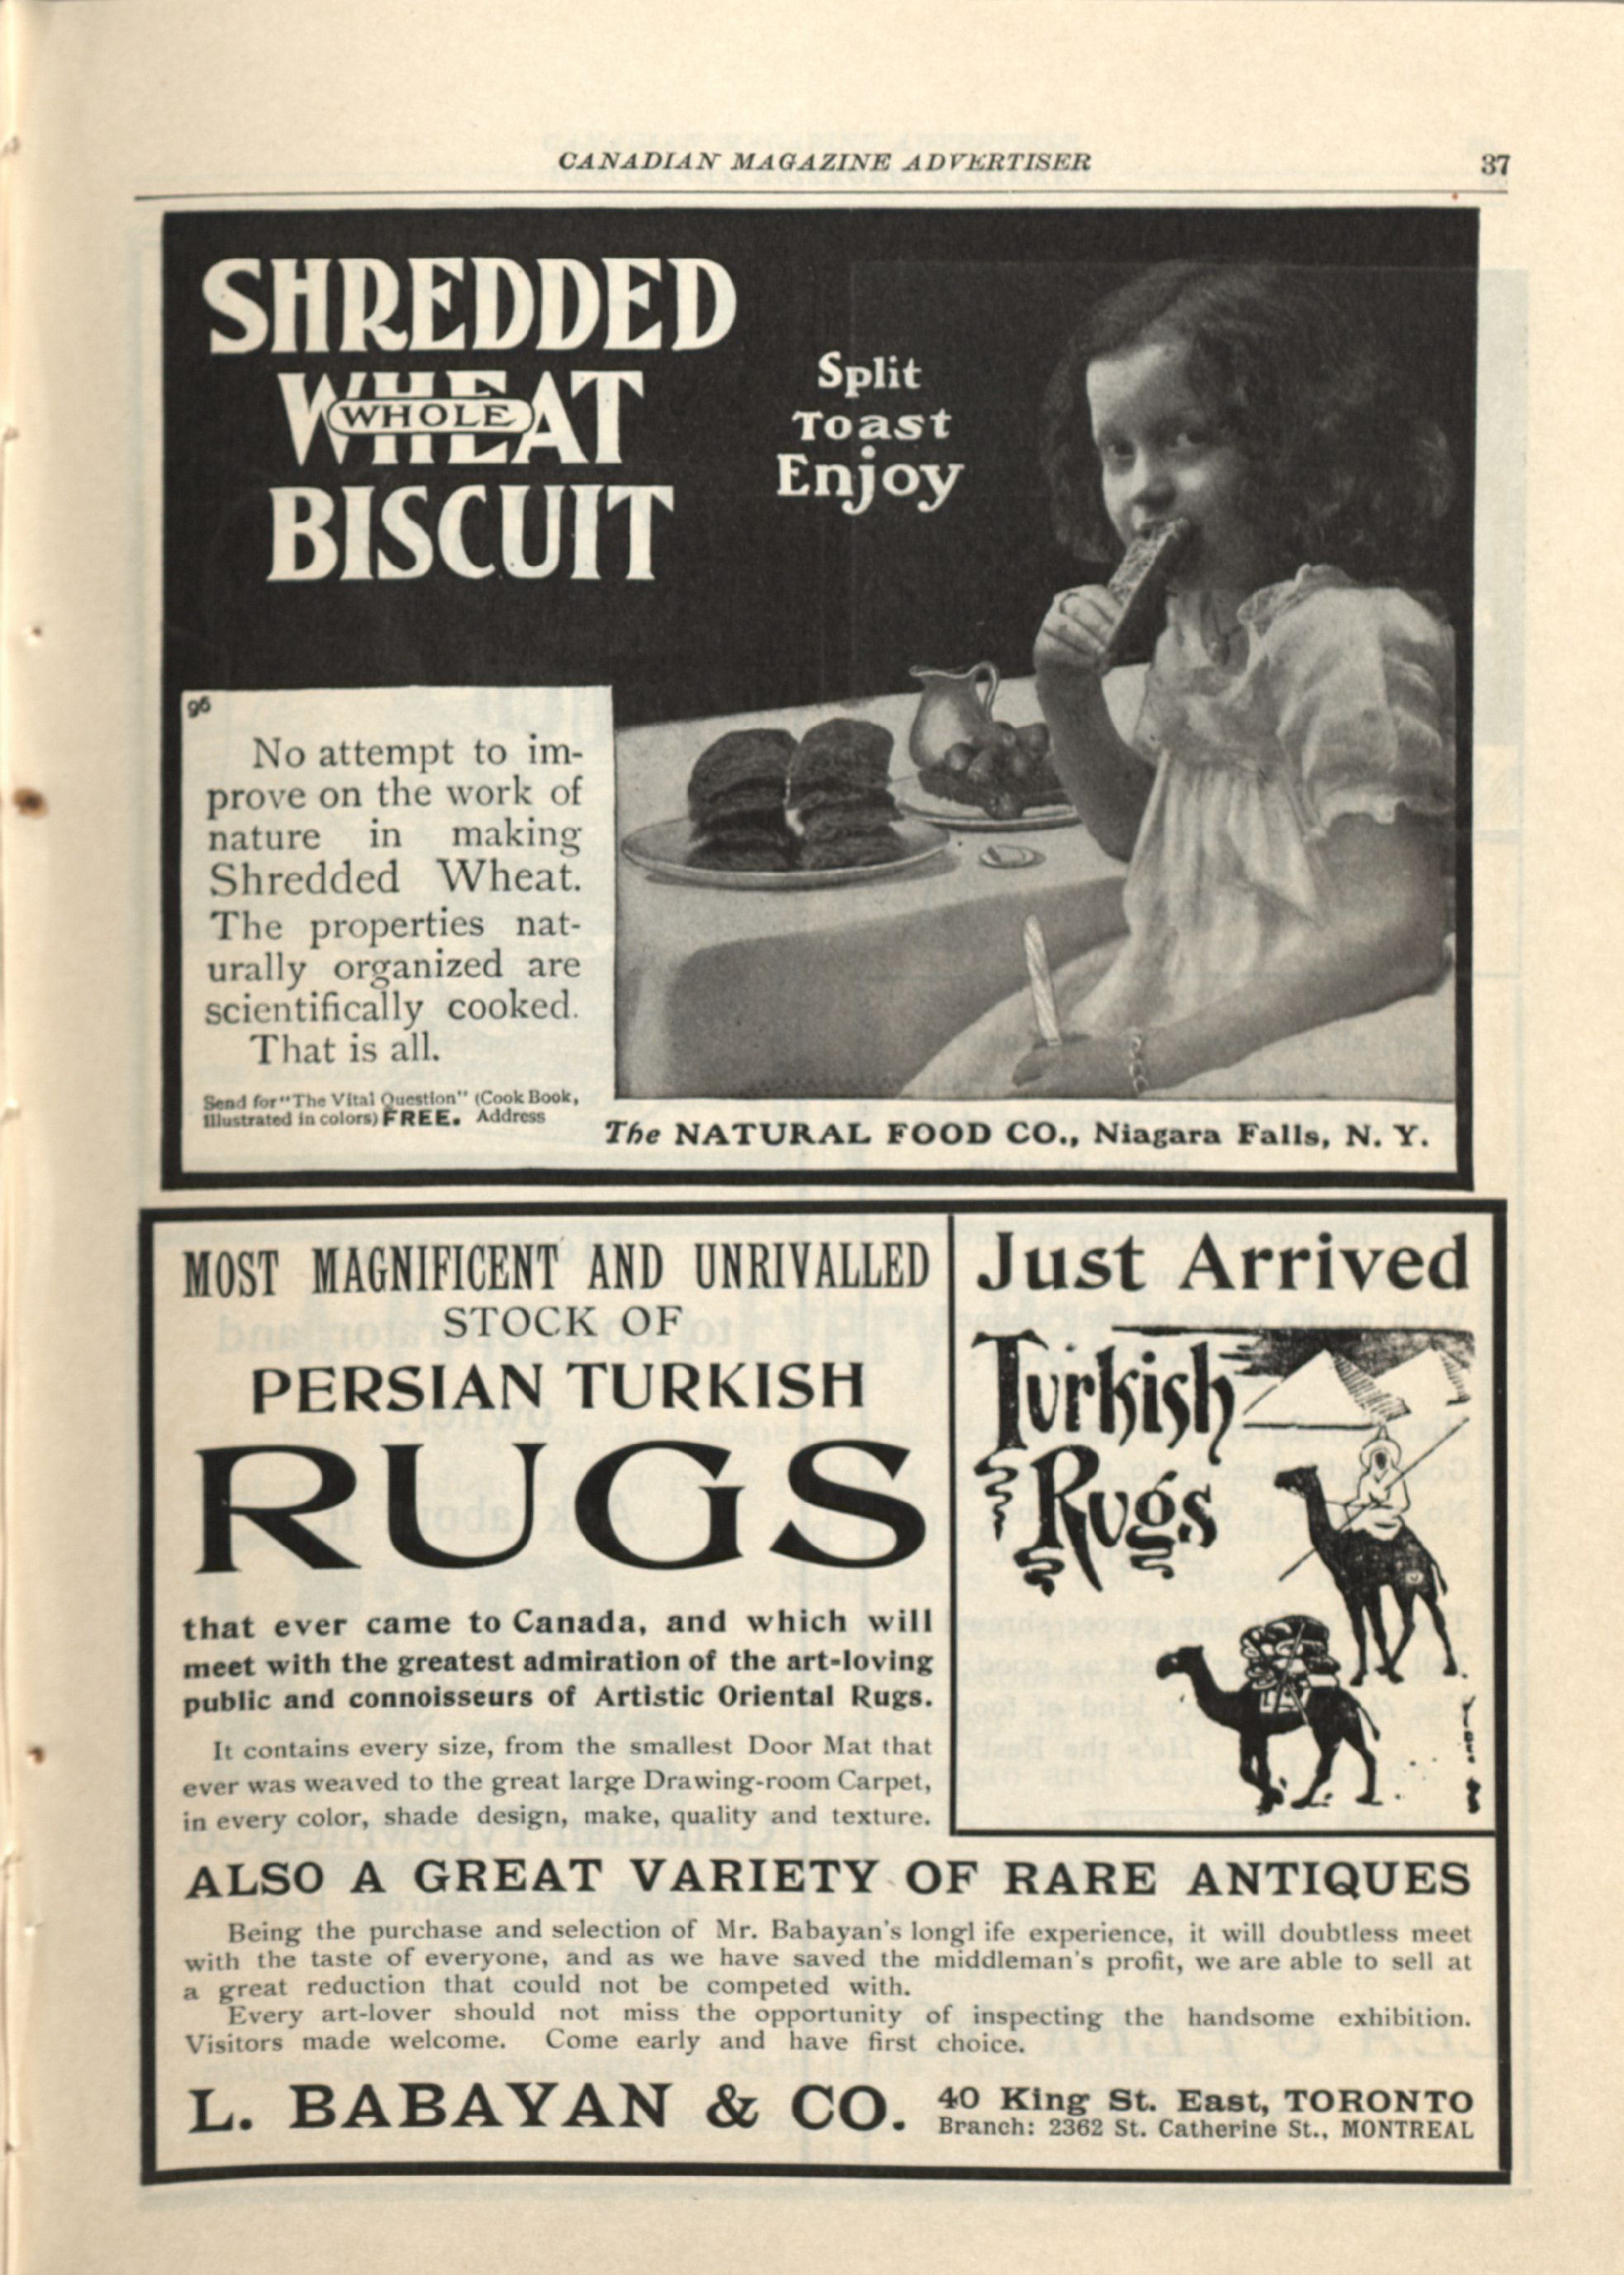 CANADIAN MAGAZINE ADVERTISER 37
SHREDDED
WHEAT
WHOLE
BISCUIT
Split
Toast
Enjoy
96
No attempt to im-
prove on the work of
nature in making
Shredded Wheat.
The properties nat-
urally organized are
scientifically cooked.
That is all.
Send for "The Vital Question" (Cook Book,
Illustrated in colors) FREE. Address
The NATURAL FOOD CO., Niagara Falls, N. Y.
MOST MAGNIFICENT AND UNRIVALLED
STOCK OF
PERSIAN TURKISH
RUGS
that ever came to Canada, and which will
meet with the greatest admiration of the art-loving
public and connoisseurs of Artistic Oriental Rugs.
It contains every size, from the smallest Door Mat that
ever was weaved to the great large Drawing-room Carpet,
in every color, shade design, make, quality and texture.
Just Arrived
Turkish
Rugs
ALSO A GREAT VARIETY OF RARE ANTIQUES
Being the purchase and selection of Mr. Babayan's longl ife experience, it will doubtless meet
with the taste of everyone, and as we have saved the middleman's profit, we are able to sell at
a great reduction that could not be competed with.
Every art-lover should not miss the opportunity of inspecting the handsome exhibition.
Visitors made welcome. Come early and have first choice.
L. BABAYAN & CO.
40 King St. East, TORONTO
Branch: 2362 St. Catherine St., MONTREAL